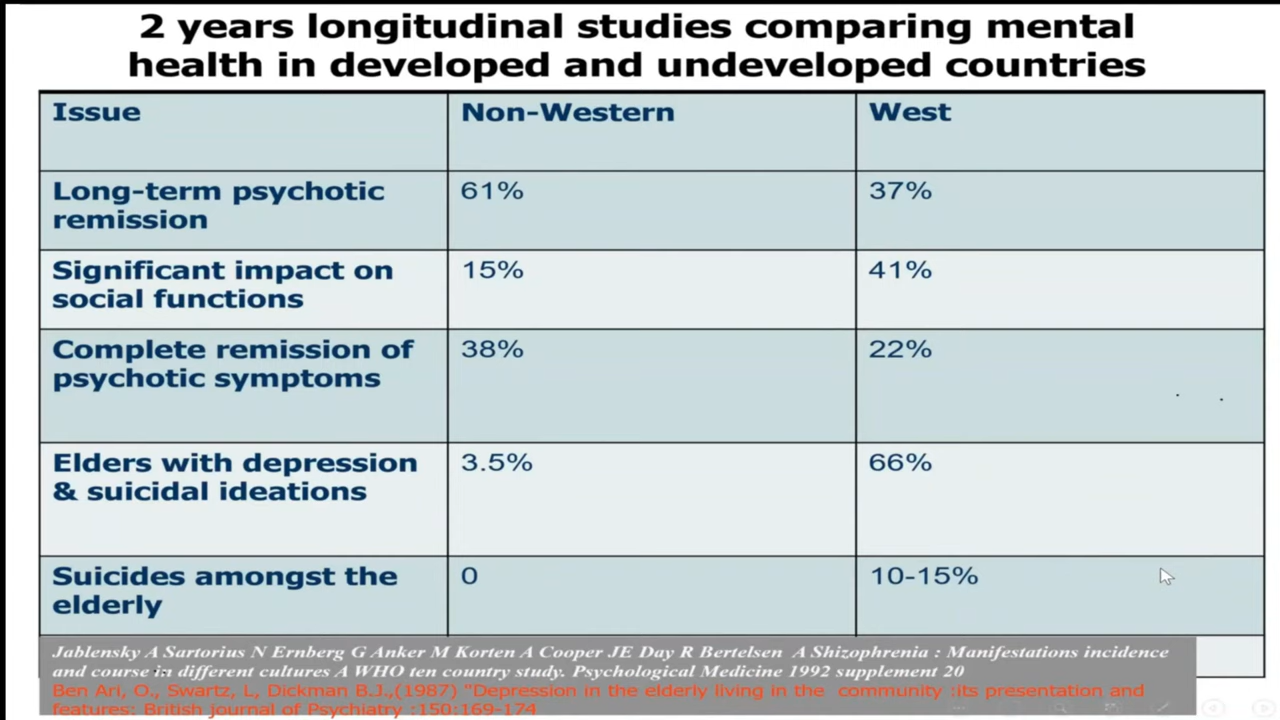 2 years longitudinal studies comparing mental
health in developed and undeveloped countries
Issue Non-Western West
Long-term psychotic 61% 37%
remission
Significant impact on 15% 41%
social functions
Complete remission of 38% 22%
psychotic symptoms
Elders with depression 3.5% 66%
& suicidal ideations
Suicides amongst the 0 10-15%
elderly
Jablensky A Sartorius N Ernberg G Anker M Korten A Cooper JE Day R Bertelsen A Shizophrenia : Manifestations incidence
and course in different cultures A WHO ten country study. Psychological Medicine 1992 supplement 20
Ben Ari, O., Swartz, L, Dickman B.J.,(1987) "Depression in the elderly living in the community :its presentation and
features: British journal of Psychiatry :150:169-174